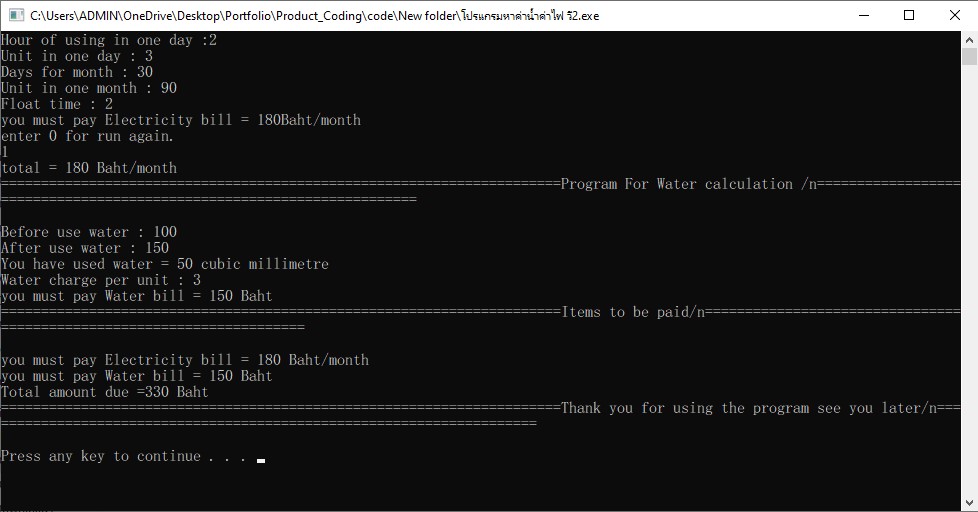 C:\Users\ADMIN\OneDrive\Desktop\Portfolio\Product_Coding\code\New folder\โปรแกรมหาค่าน้ำค่าไฟ วี2.exe
Hour of using in one day :2
Unit in one day : 3
Days for month : 30
Unit in one month : 90
Float time : 2
you must pay Electricity bill = 180Baht/month
enter 0 for run again.
1
total = 180 Baht/month
======================================================================Program For Water calculation /n==================
====================================================
Before use water : 100
After use water : 150
You have used water = 50 cubic millimetre
Water charge per unit : 3
you must pay Water bill = 150 Baht
======================================================================Items to be paid/n================================
======================================
you must pay Electricity bill = 180 Baht/month
you must pay Water bill = 150 Baht
Total amount due =330 Baht
======================================================================Thank you for using the program see you later/n===
===================================================================
Press any key to continue . . .